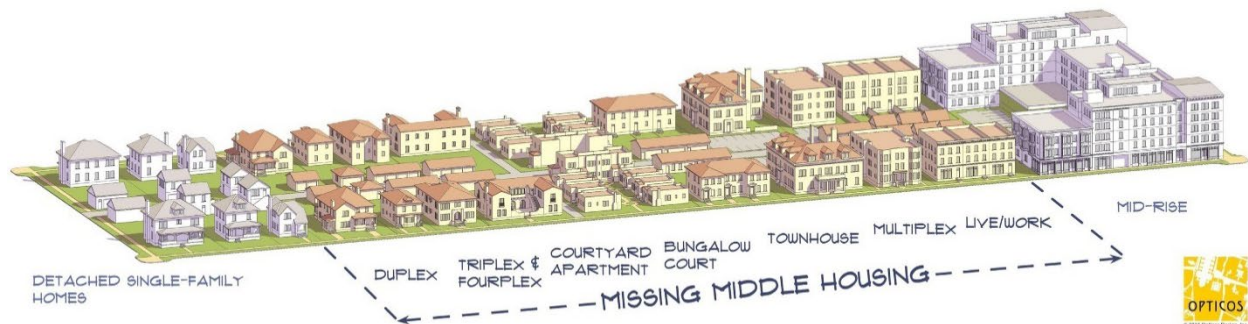 DETACHED SINGLE-FAMILY
HOMES
DUPLEX
TRIPLEX &
FOURPLEX
COURTYARD
APARTMENT
BUNGALOW
COURT
TOWNHOUSE
MULTIPLEX
LIVE/WORK
MID-RISE
MISSING MIDDLE HOUSING
OPTICOS